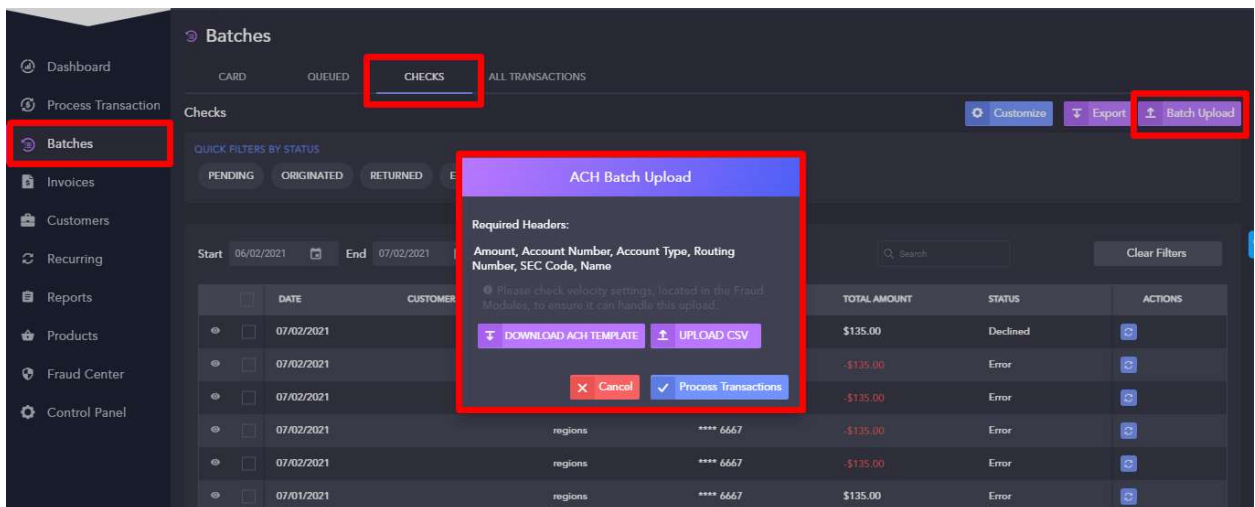 Batches
Dashboard
Process Transaction
Batches
Invoices
Customers
Recurring
Reports
Products
Fraud Center
Control Panel
CARD QUEUED CHECKS ALL TRANSACTIONS
Checks
Customize Export Batch Upload
QUICK FILTERS BY STATUS
PENDING ORIGINATED RETURNED
Start 06/02/2021 End 07/02/2021 Search Clear Filters
ACH Batch Upload
Required Headers:
Amount, Account Number, Account Type, Routing
Number, SEC Code, Name
Please check velocity settings, located in the Fraud
Modules, to ensure it can handle this upload.
DOWNLOAD ACH TEMPLATE UPLOAD CSV
Cancel Process Transactions
DATE CUSTOMER TOTAL AMOUNT STATUS ACTIONS
07/02/2021 $135.00 Declined
07/02/2021 -$135.00 Error
07/02/2021 -$135.00 Error
07/02/2021 regions **** 6667 -$135.00 Error
07/02/2021 regions **** 6667 -$135.00 Error
07/01/2021 regions **** 6667 $135.00 Error